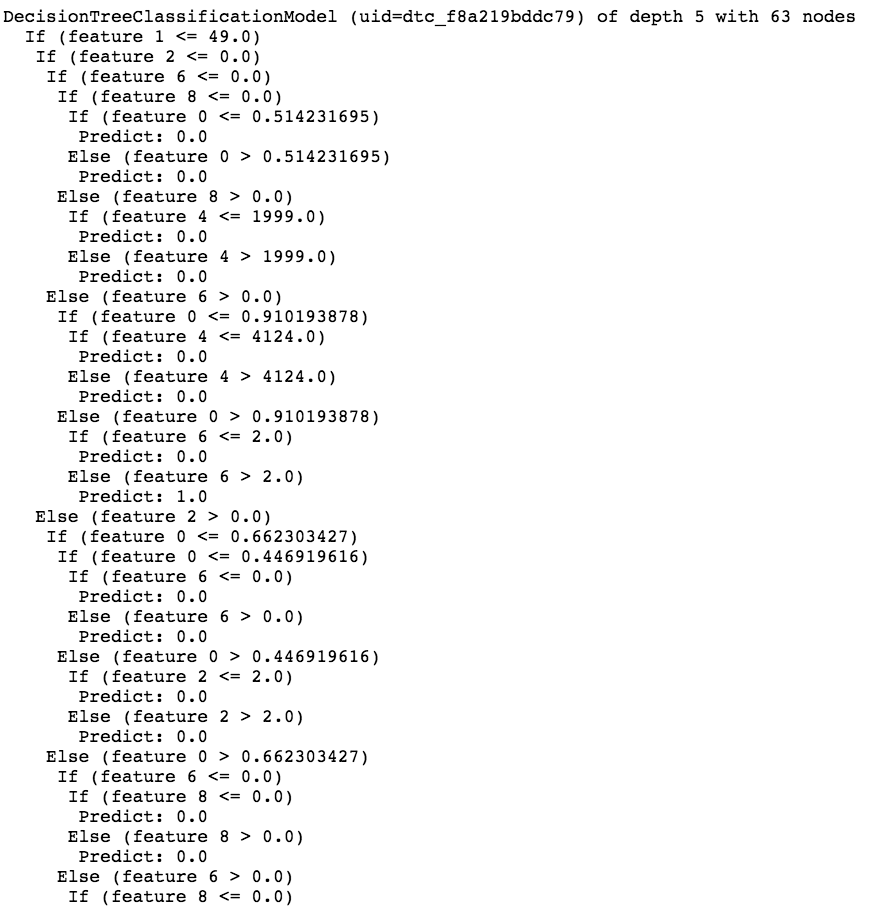 DecisionTreeClassificationModel (uid=dtc_f8a219bddc79) of depth 5 with 63 nodes
If (feature 1 <= 49.0)
If (feature 2 <= 0.0)
If (feature 6 <= 0.0)
If (feature 8 <= 0.0)
If (feature 0 <= 0.514231695)
Predict: 0.0
Else (feature 0 > 0.514231695)
Predict: 0.0
Else (feature 8 > 0.0)
If (feature 4 <= 1999.0)
Predict: 0.0
Else (feature 4 > 1999.0)
Predict: 0.0
Else (feature 6 > 0.0)
If (feature 0 <= 0.910193878)
If (feature 4 <= 4124.0)
Predict: 0.0
Else (feature 4 > 4124.0)
Predict: 0.0
Else (feature 0 > 0.910193878)
If (feature 6 <= 2.0)
Predict: 0.0
Else (feature 6 > 2.0)
Predict: 1.0
Else (feature 2 > 0.0)
If (feature 0 <= 0.662303427)
If (feature 0 <= 0.446919616)
If (feature 6 <= 0.0)
Predict: 0.0
Else (feature 6 > 0.0)
Predict: 0.0
Else (feature 0 > 0.446919616)
If (feature 2 <= 2.0)
Predict: 0.0
Else (feature 2 > 2.0)
Predict: 0.0
Else (feature 0 > 0.662303427)
If (feature 6 <= 0.0)
If (feature 8 <= 0.0)
Predict: 0.0
Else (feature 8 > 0.0)
Predict: 0.0
Else (feature 6 > 0.0)
If (feature 8 <= 0.0)